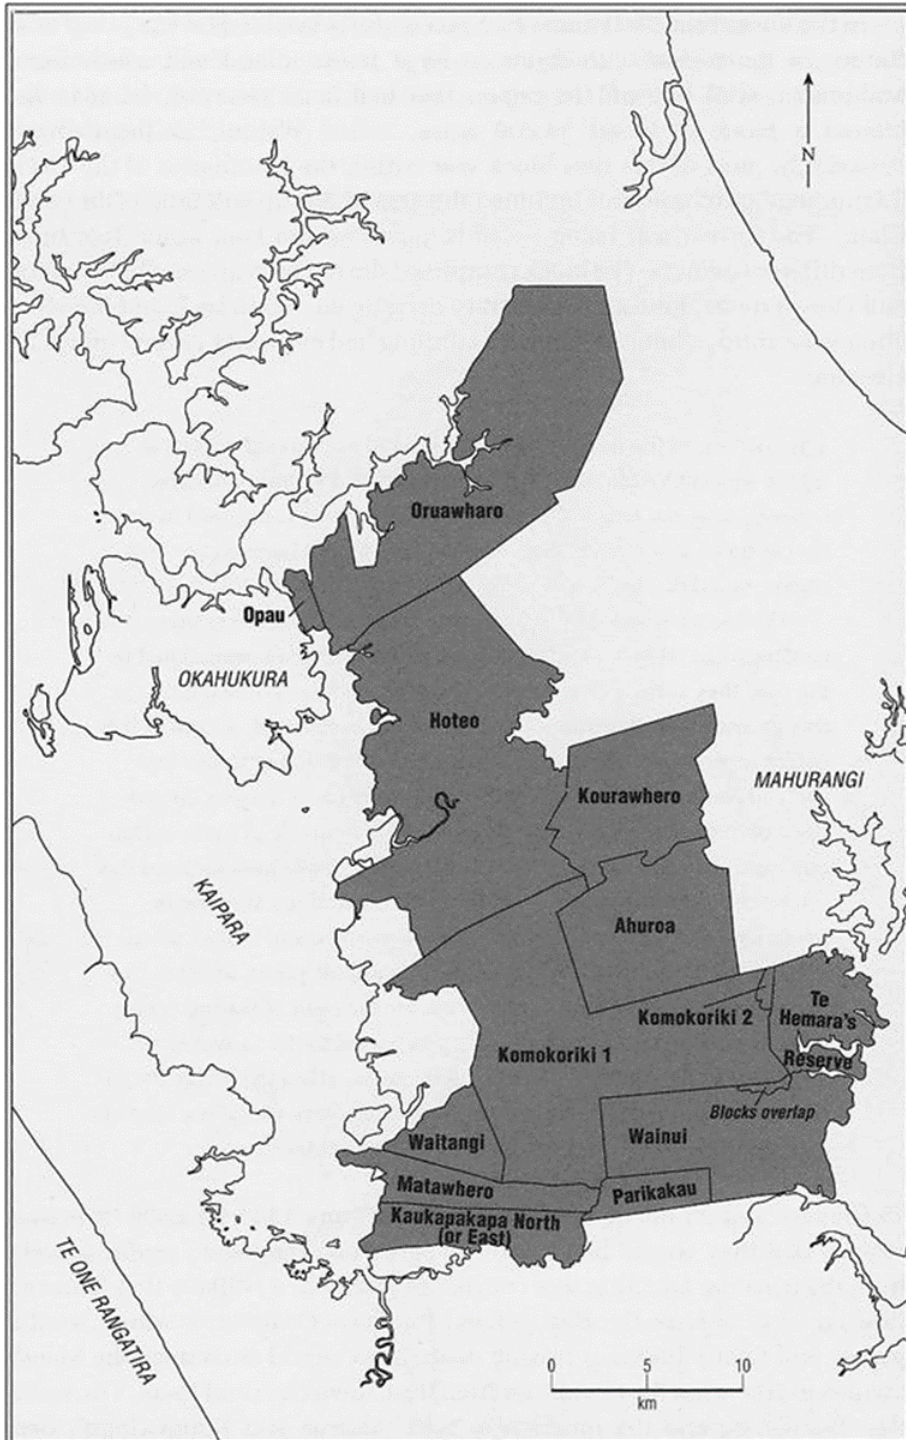 N
Oruawharo
Opau
OKAHUKURA
Hoteo
Kourawhero
MAHURANGI
KAIPARA
Ahuroa
Te
Hemara's
Reserve
Komokoriki 2
Komokoriki 1
Blocks overlap
Waitangi
Wainui
Matawhero
Parikakau
Kaukapakapa North
(or East)
TE ONE RANGATIRA
0 5 10
km